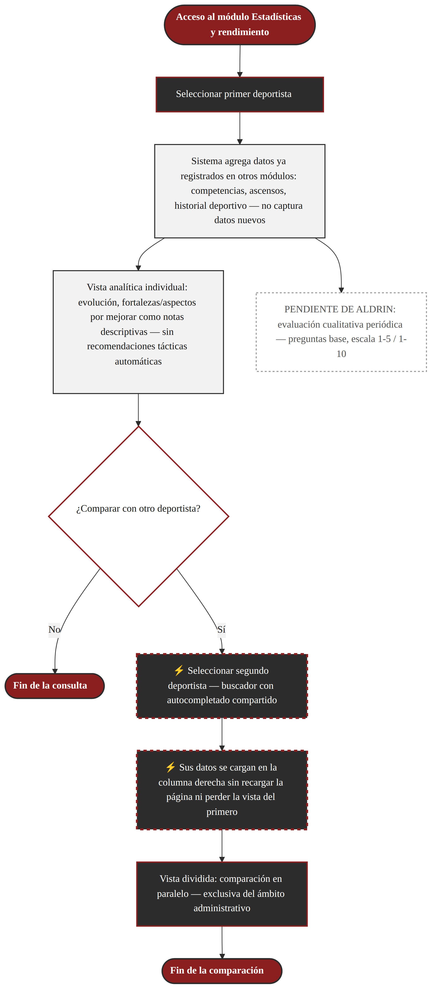 Acceso al módulo Estadísticas
y rendimiento
Seleccionar primer deportista
Sistema agrega datos ya
registrados en otros módulos:
competencias, ascensos,
historial deportivo — no captura
datos nuevos
Vista analítica individual:
evolución, fortalezas/aspectos
por mejorar como notas
descriptivas — sin
recomendaciones tácticas
automáticas
PENDIENTE DE ALDRIN:
evaluación cualitativa periódica
— preguntas base, escala 1-5 / 1-
10
¿Comparar con otro deportista?
No
Sí
Fin de la consulta
⚡ Seleccionar segundo
deportista — buscador con
autocompletado compartido
⚡ Sus datos se cargan en la
columna derecha sin recargar la
página ni perder la vista del
primero
Vista dividida: comparación en
paralelo — exclusiva del ámbito
administrativo
Fin de la comparación